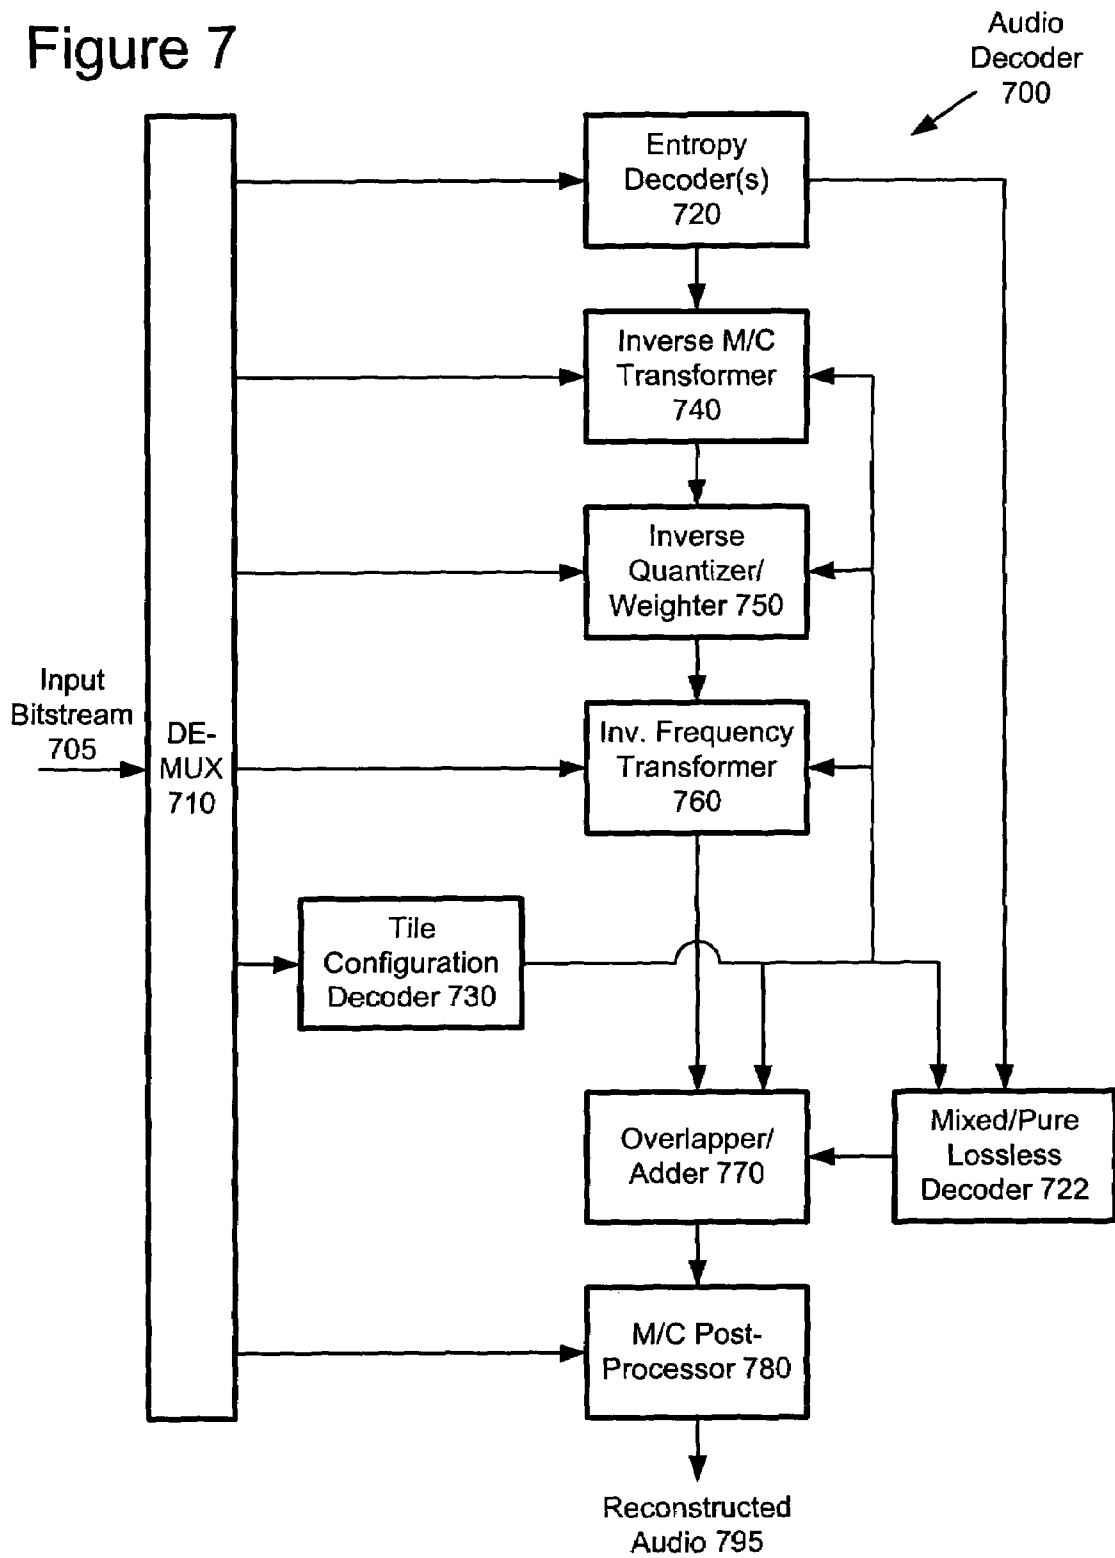 Figure 7
Audio
Decoder
700
Entropy
Decoder(s)
720
Inverse M/C
Transformer
740
Inverse
Quantizer/
Weighter 750
Input
Bitstream
705
DE-
MUX
710
Inv. Frequency
Transformer
760
Tile
Configuration
Decoder 730
Overlapper/
Adder 770
Mixed/Pure
Lossless
Decoder 722
M/C Post-
Processor 780
Reconstructed
Audio 795